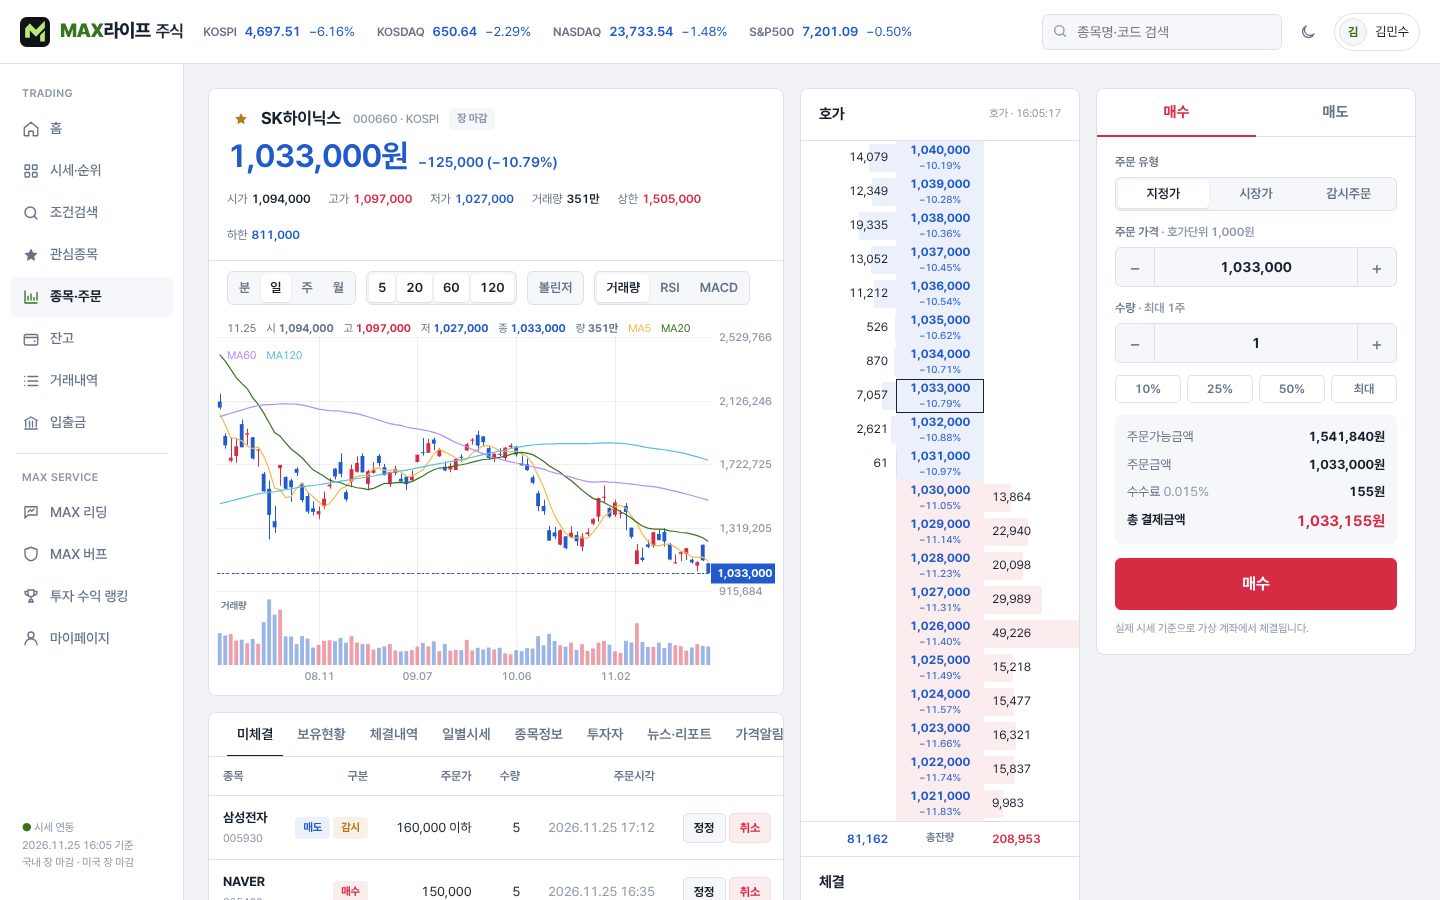 MAX라이프 주식
KOSPI 4,697.51 −6.16% KOSDAQ 650.64 −2.29% NASDAQ 23,733.54 −1.48% S&P500 7,201.09 −0.50%
종목명·코드 검색
김 김민수
TRADING
홈
시세·순위
조건검색
관심종목
종목·주문
잔고
거래내역
입출금
MAX SERVICE
MAX 리딩
MAX 버프
투자 수익 랭킹
마이페이지
시세 연동
2026.11.25 16:05 기준
국내 장 마감 · 미국 장 마감
SK하이닉스 000660 · KOSPI 장 마감
1,033,000원 −125,000 (−10.79%)
시가 1,094,000 고가 1,097,000 저가 1,027,000 거래량 351만 상한 1,505,000
하한 811,000
분 일 주 월 5 20 60 120 볼린저 거래량 RSI MACD
11.25 시 1,094,000 고 1,097,000 저 1,027,000 종 1,033,000 량 351만 MA5 MA20
MA60 MA120
2,529,766
2,126,246
1,722,725
1,319,205
1,033,000
915,684
거래량
08.11 09.07 10.06 11.02
미체결 보유현황 체결내역 일별시세 종목정보 투자자 뉴스·리포트 가격알림
종목 구분 주문가 수량 주문시각
삼성전자
005930
매도 감시 160,000 이하 5 2026.11.25 17:12 정정 취소
NAVER
매수 150,000 5 2026.11.25 16:35 정정 취소
호가 호가 · 16:05:17
14,079 1,040,000
−10.19%
12,349 1,039,000
−10.28%
19,335 1,038,000
−10.36%
13,052 1,037,000
−10.45%
11,212 1,036,000
−10.54%
526 1,035,000
−10.62%
870 1,034,000
−10.71%
7,057 1,033,000
−10.79%
2,621 1,032,000
−10.88%
61 1,031,000
−10.97%
1,030,000 13,864
−11.05%
1,029,000 22,940
−11.14%
1,028,000 20,098
−11.23%
1,027,000 29,989
−11.31%
1,026,000 49,226
−11.40%
1,025,000 15,218
−11.49%
1,024,000 15,477
−11.57%
1,023,000 16,321
−11.66%
1,022,000 15,837
−11.74%
1,021,000 9,983
−11.83%
81,162 총잔량 208,953
체결
매수 매도
주문 유형
지정가 시장가 감시주문
주문 가격 · 호가단위 1,000원
− 1,033,000 +
수량 · 최대 1주
− 1 +
10% 25% 50% 최대
주문가능금액 1,541,840원
주문금액 1,033,000원
수수료 0.015% 155원
총 결제금액 1,033,155원
매수
실제 시세 기준으로 가상 계좌에서 체결됩니다.